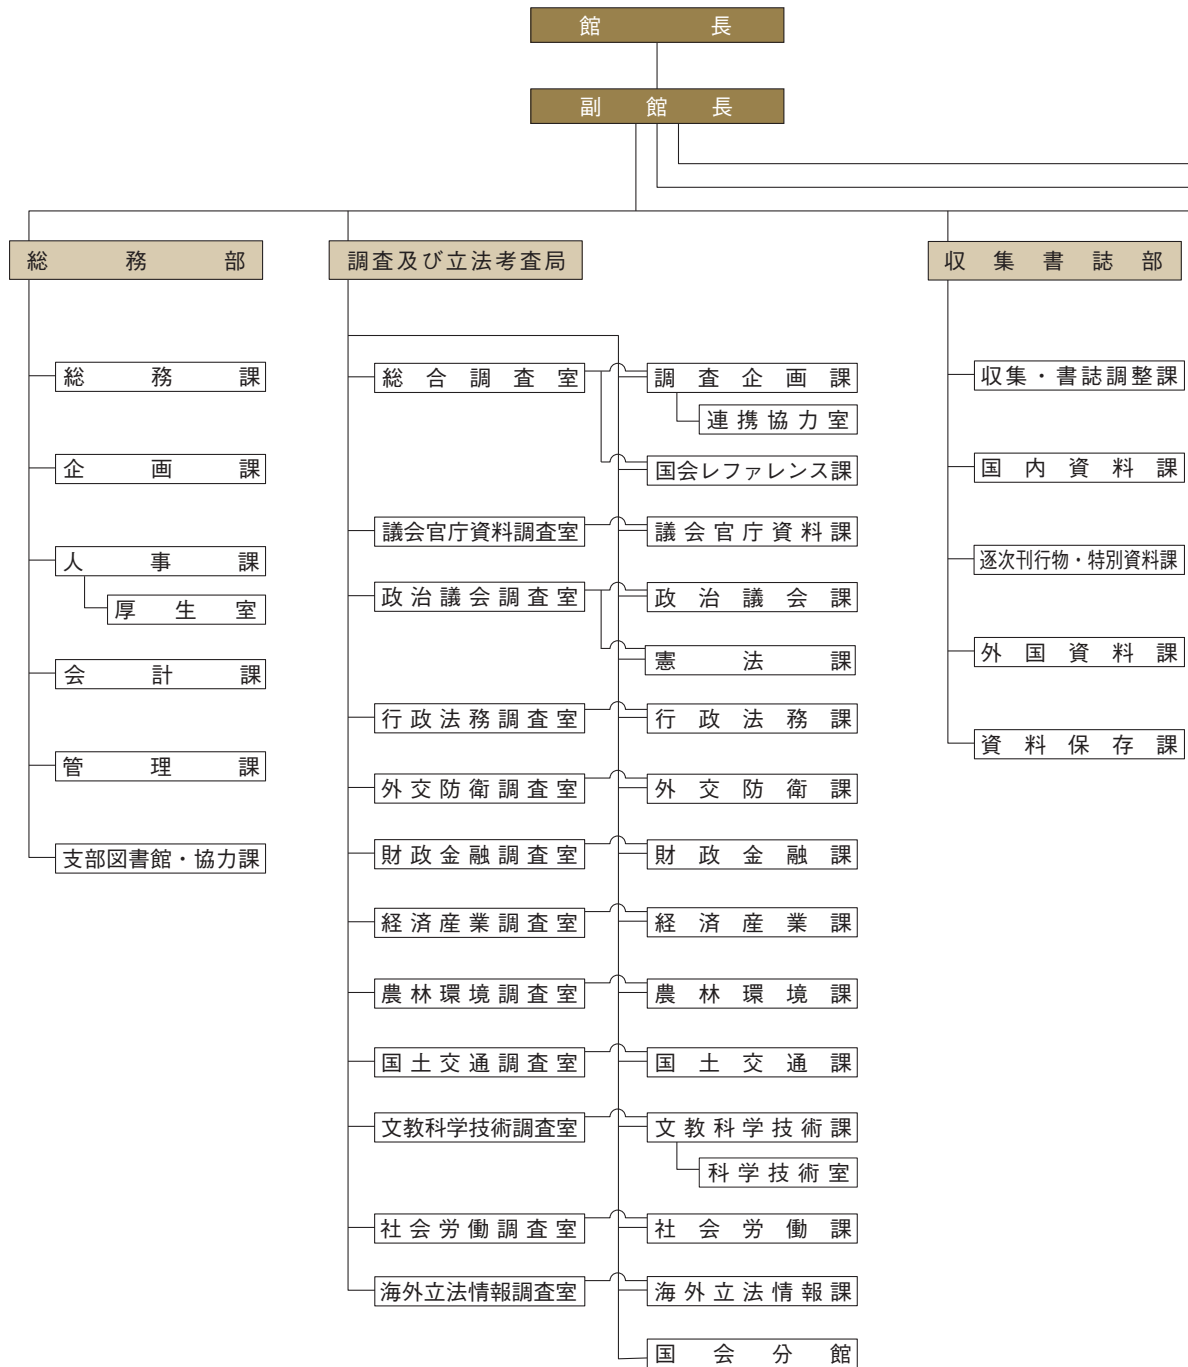 館長
副館長
総務部
総務課
企画課
人事課
厚生室
会計課
管理課
支部図書館・協力課
調査及び立法考査局
総合調査室
調査企画課
連携協力室
国会レファレンス課
議会官庁資料調査室
議会官庁資料課
政治議会調査室
政治議会課
憲法課
行政法務調査室
行政法務課
外交防衛調査室
外交防衛課
財政金融調査室
財政金融課
経済産業調査室
経済産業課
農林環境調査室
農林環境課
国土交通調査室
国土交通課
文教科学技術調査室
文教科学技術課
科学技術室
社会労働調査室
社会労働課
海外立法情報調査室
海外立法情報課
国会分館
収集書誌部
収集・書誌調整課
国内資料課
逐次刊行物・特別資料課
外国資料課
資料保存課